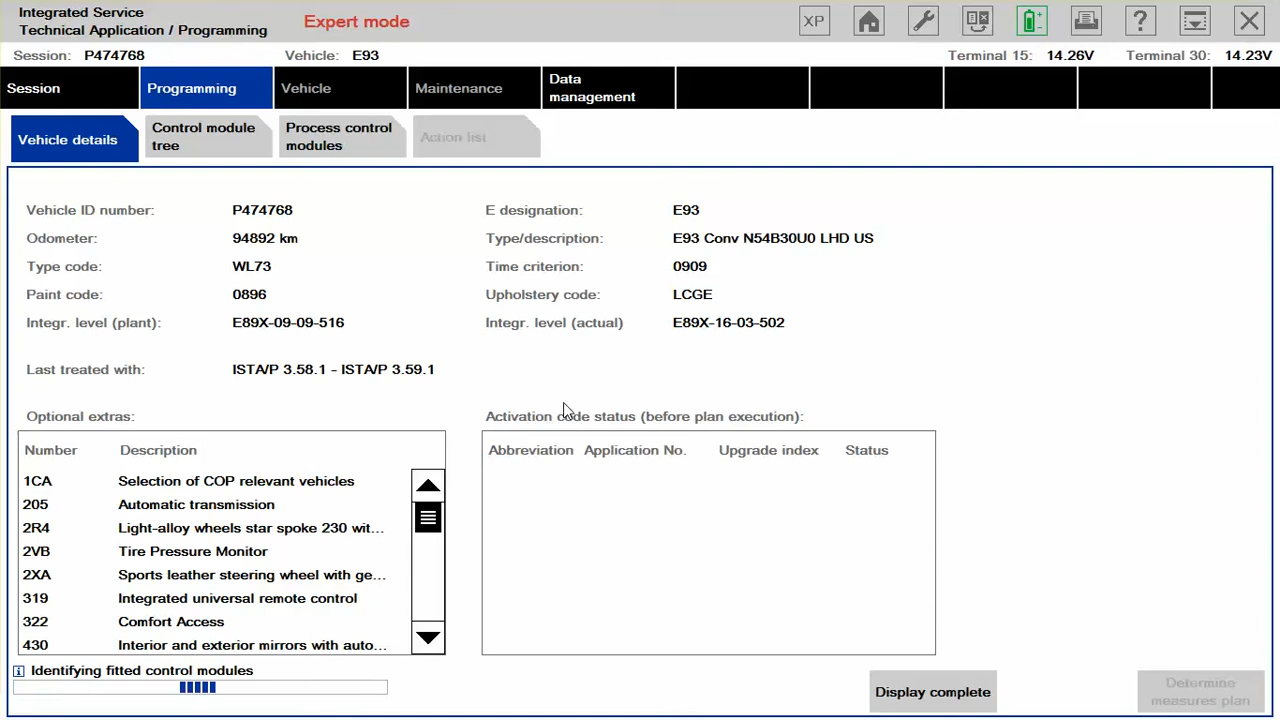 Integrated Service
Technical Application / Programming
Expert mode
XP
Session: P474768
Vehicle: E93
Terminal 15: 14.26V
Terminal 30: 14.23V
Session
Programming
Vehicle
Maintenance
Data
management
Vehicle details
Control module
tree
Process control
modules
Action list
Vehicle ID number: P474768
E designation: E93
Odometer: 94892 km
Type/description: E93 Conv N54B30U0 LHD US
Type code: WL73
Time criterion: 0909
Paint code: 0896
Upholstery code: LCGE
Integr. level (plant): E89X-09-09-516
Integr. level (actual) E89X-16-03-502
Last treated with: ISTA/P 3.58.1 - ISTA/P 3.59.1
Optional extras:
Activation code status (before plan execution):
Number Description
Abbreviation Application No. Upgrade index Status
1CA Selection of COP relevant vehicles
205 Automatic transmission
2R4 Light-alloy wheels star spoke 230 wit...
2VB Tire Pressure Monitor
2XA Sports leather steering wheel with ge...
319 Integrated universal remote control
322 Comfort Access
430 Interior and exterior mirrors with auto...
Identifying fitted control modules
Display complete
Determine
measures plan